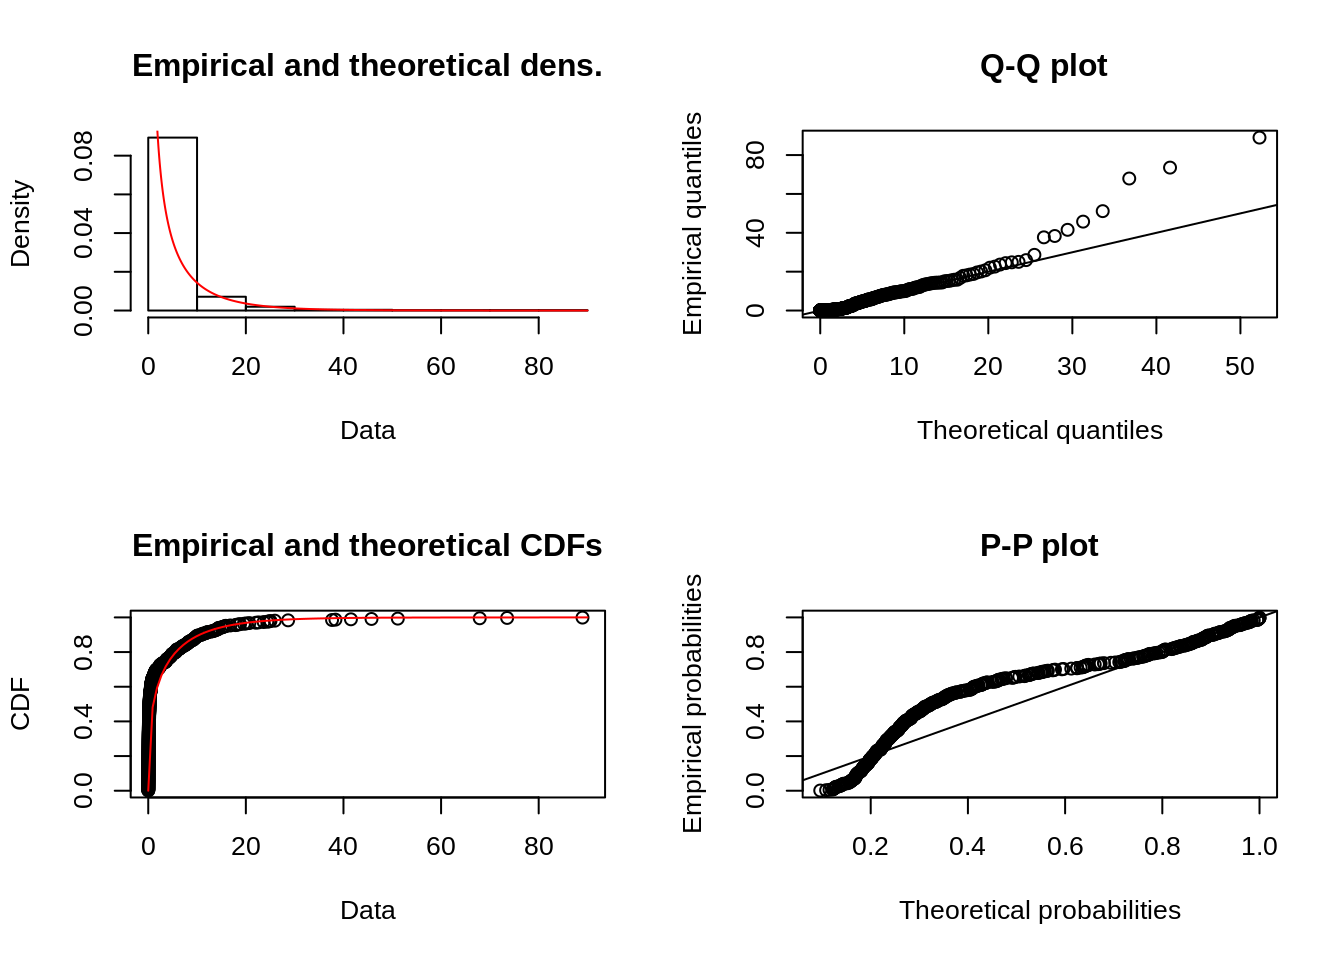 Empirical and theoretical dens.
Density
0.00 0.04 0.08
0 20 40 60 80
Data
Q-Q plot
Empirical quantiles
0 40 80
0 10 20 30 40 50
Theoretical quantiles
Empirical and theoretical CDFs
CDF
0.0 0.4 0.8
0 20 40 60 80
Data
P-P plot
Empirical probabilities
0.0 0.4 0.8
0.2 0.4 0.6 0.8 1.0
Theoretical probabilities